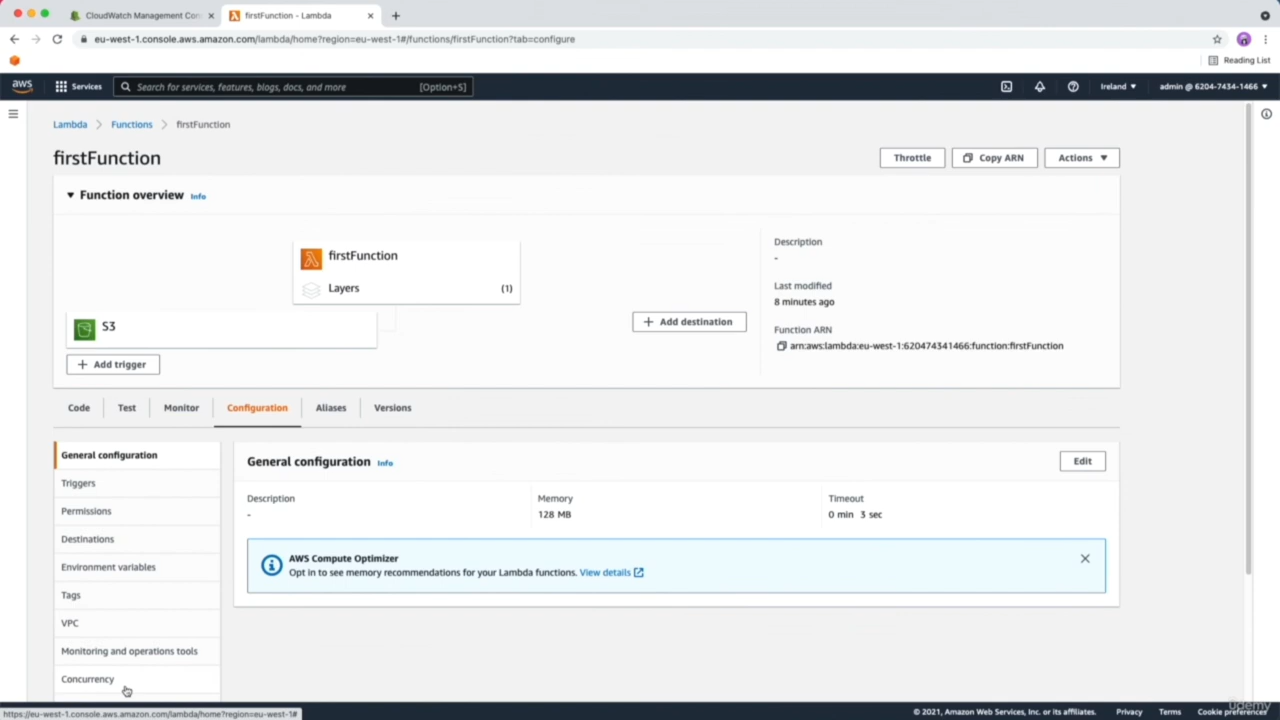 CloudWatch Management Con
firstFunction - Lambda
eu-west-1.console.aws.amazon.com/lambda/home?region=eu-west-1#/functions/firstFunction?tab=configure
Reading List
aws
Services
Search for services, features, blogs, docs, and more
[Option+S]
Ireland
admin @ 6204-7434-1466
Lambda > Functions > firstFunction
firstFunction
Throttle
Copy ARN
Actions
Function overview Info
firstFunction
Layers (1)
S3
+ Add trigger
+ Add destination
Description
-
Last modified
8 minutes ago
Function ARN
arn:aws:lambda:eu-west-1:620474341466:function:firstFunction
Code
Test
Monitor
Configuration
Aliases
Versions
General configuration
Triggers
Permissions
Destinations
Environment variables
Tags
VPC
Monitoring and operations tools
Concurrency
General configuration Info
Edit
Description
-
Memory
128 MB
Timeout
0 min 3 sec
AWS Compute Optimizer
Opt in to see memory recommendations for your Lambda functions. View details
https://eu-west-1.console.aws.amazon.com/lambda/home?region=eu-west-1#
© 2021, Amazon Web Services, Inc. or its affiliates.
Privacy
Terms
Cookie preferences
Udemy